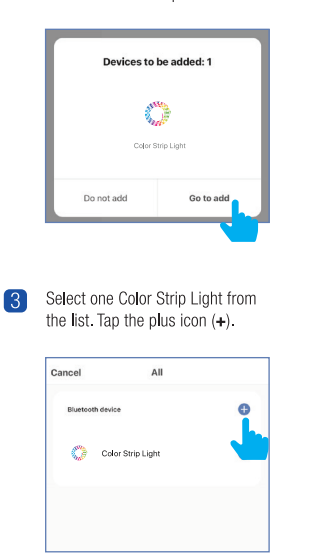 Devices to be added: 1
Color Strip Light
Do not add
Go to add
3
Select one Color Strip Light from
the list. Tap the plus icon (+).
Cancel All
Bluetooth device
Color Strip Light